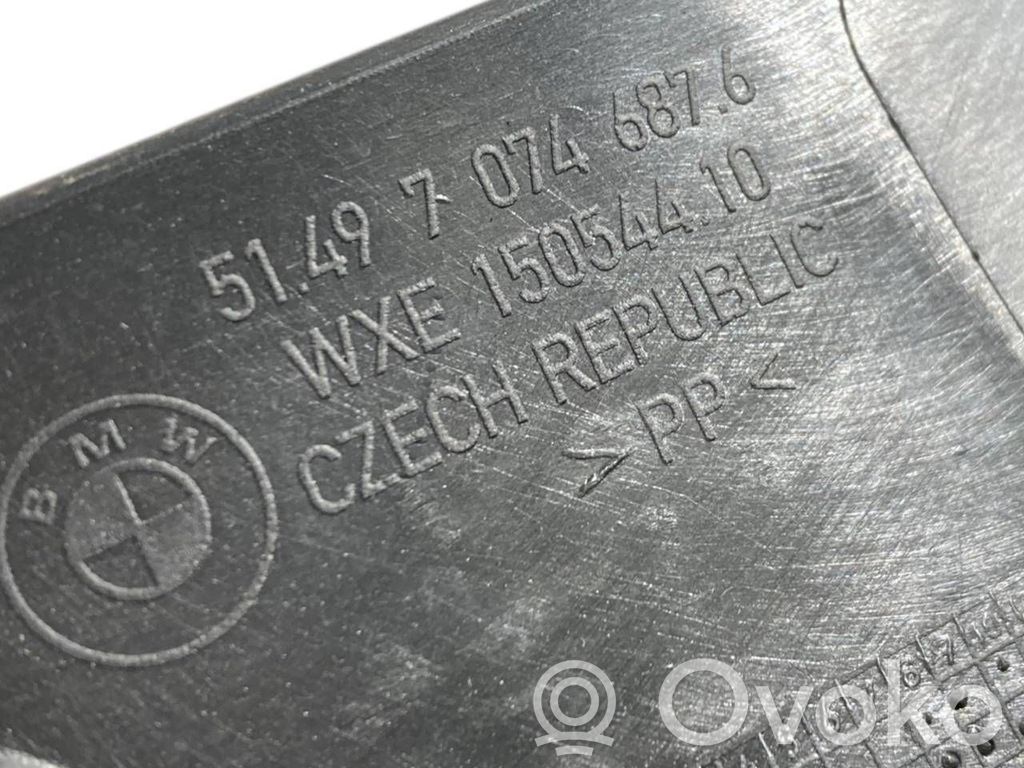 51.49 7 074 687.6
WXE 150544.10
CZECH REPUBLIC
>PP<
BMW
Ovoko